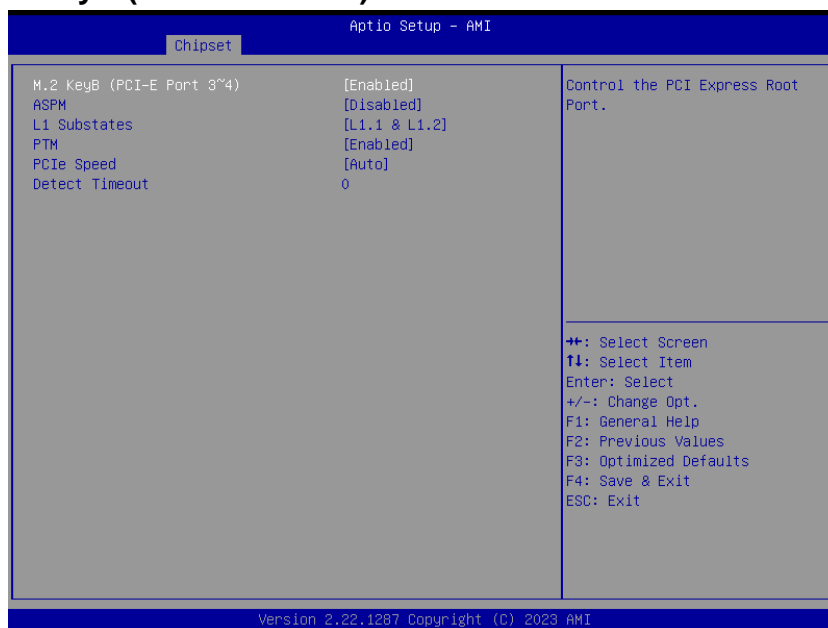 Aptio Setup - AMI
Chipset
M.2 KeyB (PCI-E Port 3~4) [Enabled]
ASPM [Disabled]
L1 Substates [L1.1 & L1.2]
PTM [Enabled]
PCIe Speed [Auto]
Detect Timeout 0
Control the PCI Express Root
Port.
→←: Select Screen
↑↓: Select Item
Enter: Select
+/-: Change Opt.
F1: General Help
F2: Previous Values
F3: Optimized Defaults
F4: Save & Exit
ESC: Exit
Version 2.22.1287 Copyright (C) 2023 AMI